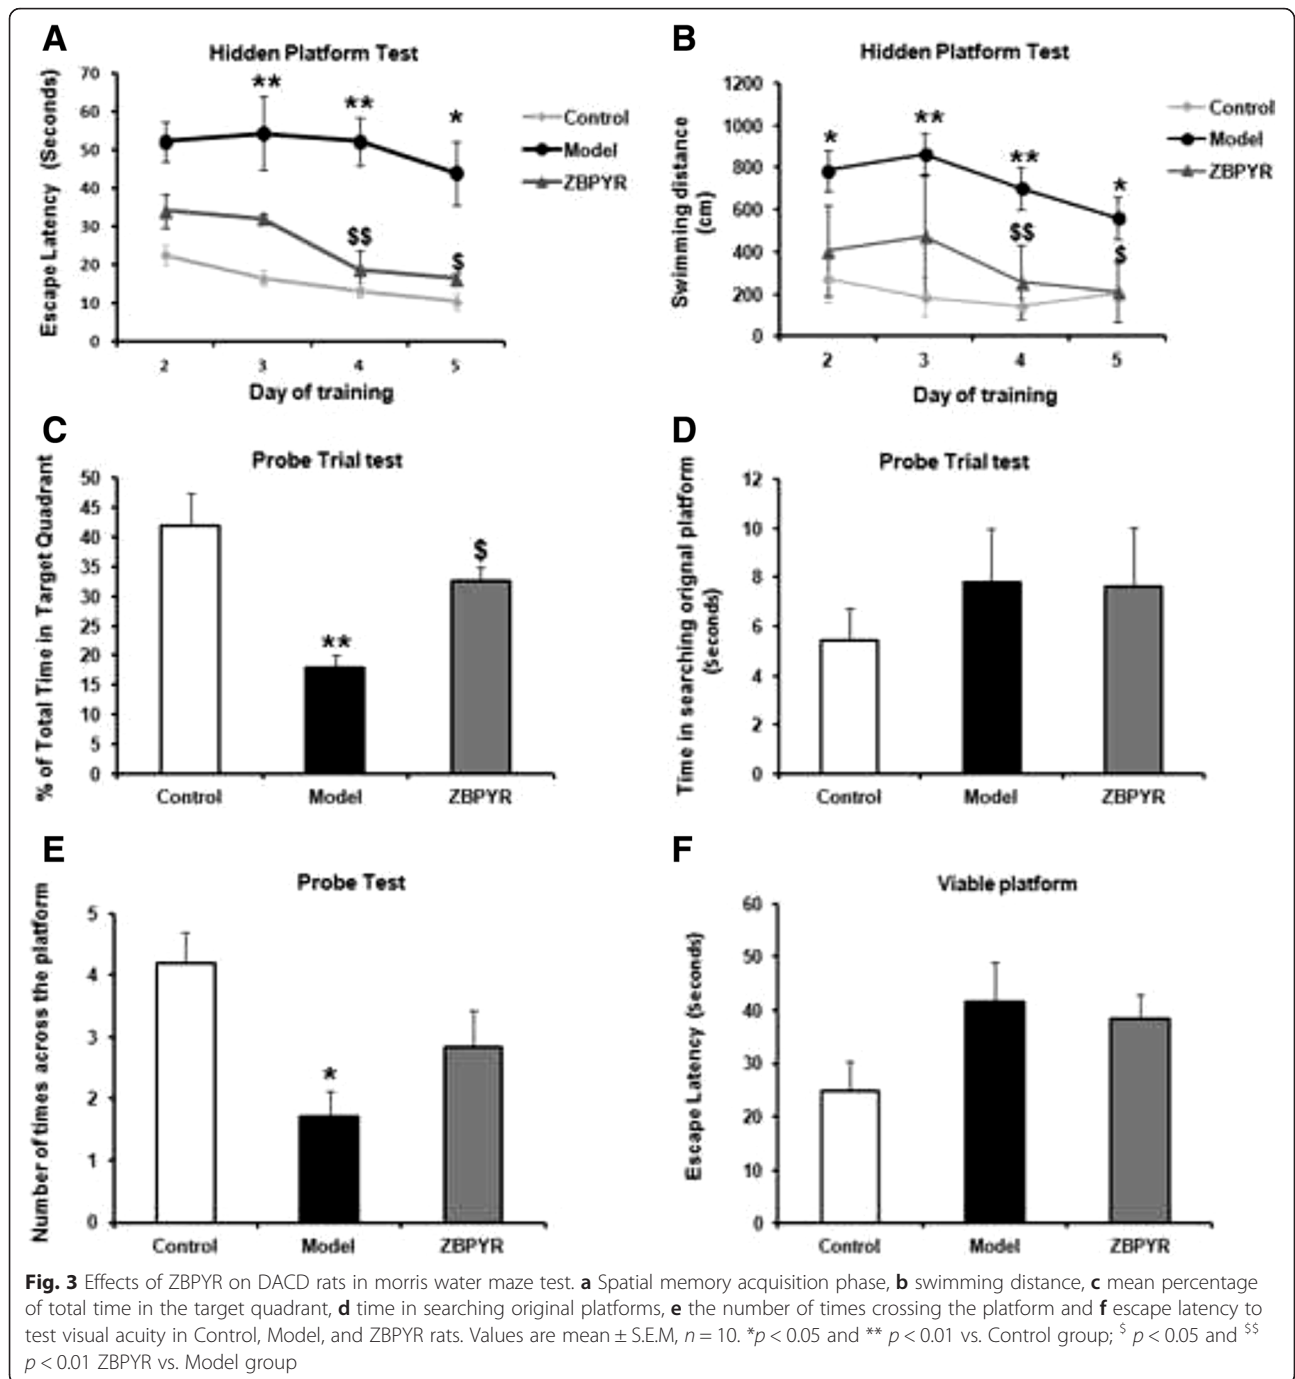 A
Hidden Platform Test
Escape Latency (Seconds)
70
60
50
40
30
20
10
0
**
**
*
$$
$
Control
Model
ZBPYR
2 3 4 5
Day of training
B
Hidden Platform Test
Swimming distance
(cm)
1200
1000
800
600
400
200
0
*
**
**
*
$$
$
Control
Model
ZBPYR
2 3 4 5
Day of training
C
Probe Trial test
% of Total Time in Target Quadrant
50
45
40
35
30
25
20
15
10
5
0
**
$
Control Model ZBPYR
D
Probe Trial test
Time in searching orignal platform
(seconds)
12
10
8
6
4
2
0
Control Model ZBPYR
E
Probe Test
Number of times across the platform
5
4
3
2
1
0
*
Control Model ZBPYR
F
Viable platform
Escape Latency (seconds)
60
50
40
30
20
10
0
Control Model ZBPYR
Fig. 3 Effects of ZBPYR on DACD rats in morris water maze test. a Spatial memory acquisition phase, b swimming distance, c mean percentage
of total time in the target quadrant, d time in searching original platforms, e the number of times crossing the platform and f escape latency to
test visual acuity in Control, Model, and ZBPYR rats. Values are mean ± S.E.M, n = 10. *p < 0.05 and ** p < 0.01 vs. Control group; $ p < 0.05 and $$
p < 0.01 ZBPYR vs. Model group